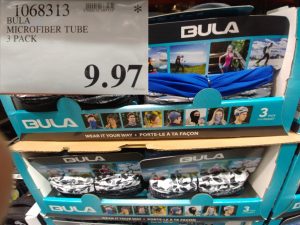 1068313
BULA
MICROFIBER TUBE
3 PACK
9.97
*
BULA
BULA
3
WEAR IT YOUR WAY • PORTE-LE À TA FAÇON
BULA
BULA
BULA
3